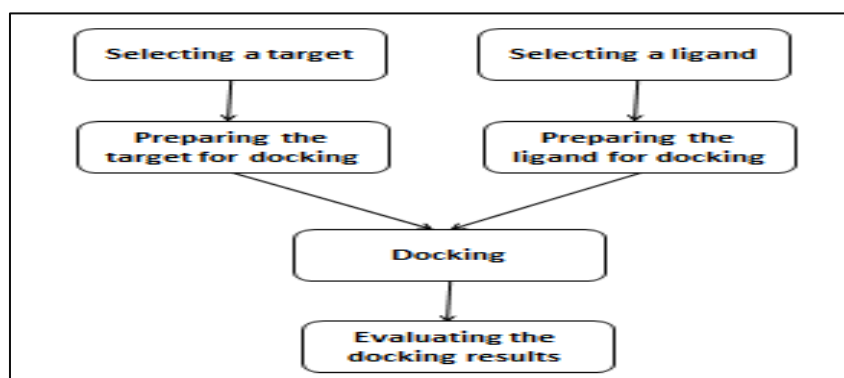 Selecting a target
Selecting a ligand
Preparing the
target for docking
Preparing the
ligand for docking
Docking
Evaluating the
docking results